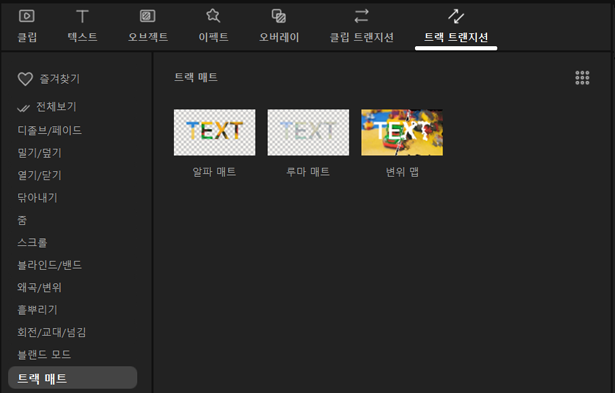 클립 텍스트 오브젝트 이펙트 오버레이 클립 트랜지션 트랙 트랜지션
즐겨찾기
전체보기
디졸브/페이드
밀기/덮기
열기/닫기
닦아내기
줌
스크롤
블라인드/밴드
왜곡/변위
흩뿌리기
회전/교대/넘김
블랜드 모드
트랙 매트
트랙 매트
TEXT TEXT TEXT
알파 매트 루마 매트 변위 맵